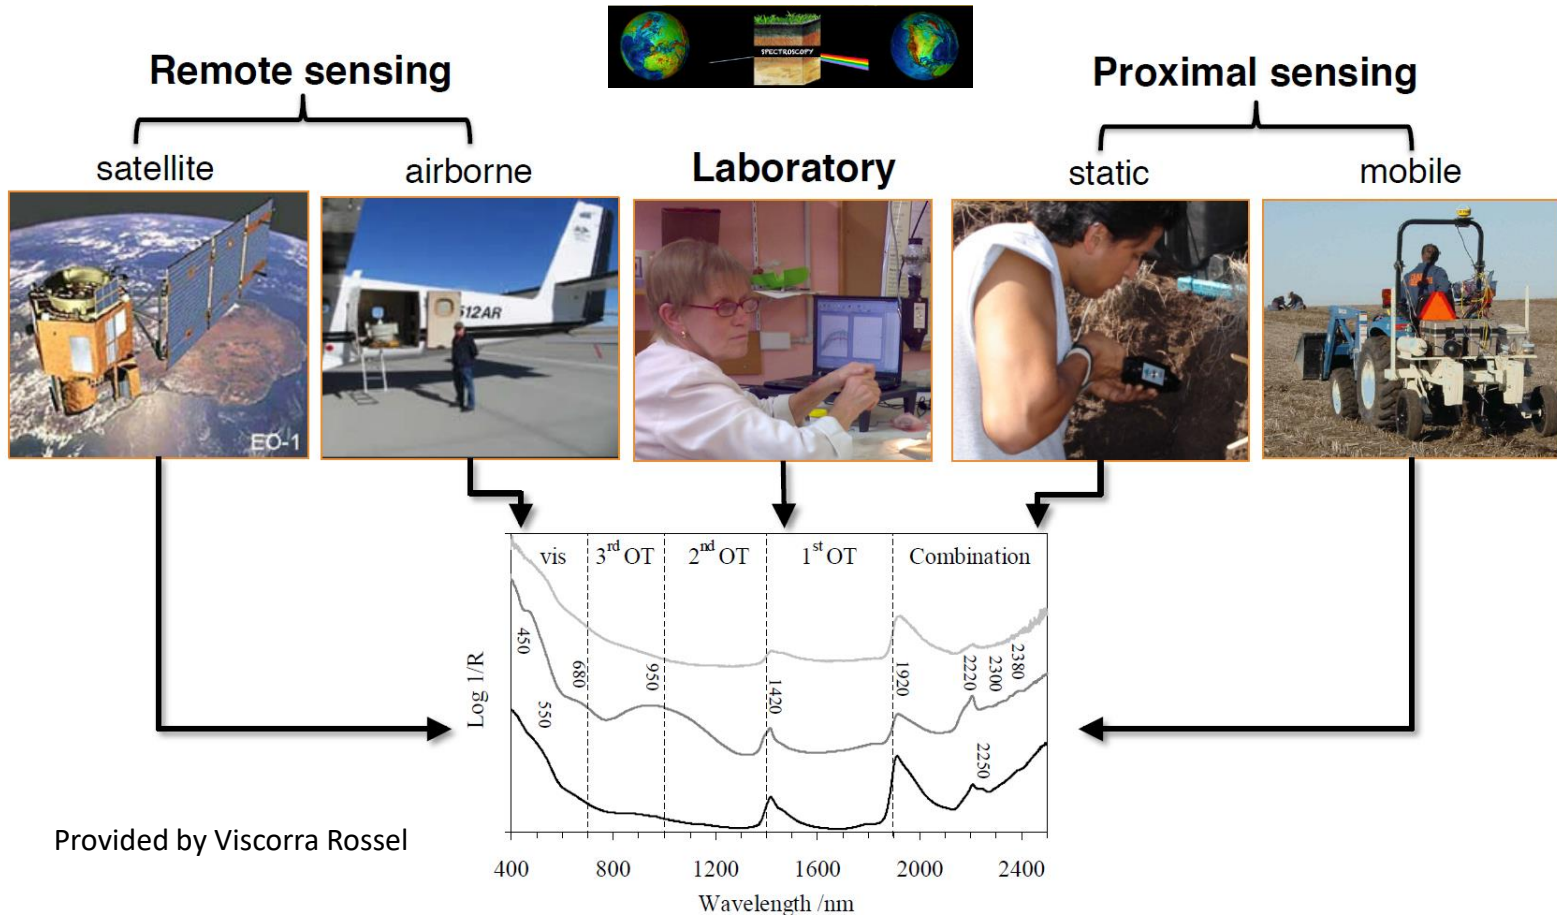 SPECTROSCOPY
Remote sensing
Proximal sensing
satellite
airborne
Laboratory
static
mobile
EO-1
512AR
vis
3rd OT
2nd OT
1st OT
Combination
Log 1/R
450
550
680
950
1420
1920
2220
2250
2300
2380
400 800 1200 1600 2000 2400
Wavelength /nm
Provided by Viscorra Rossel